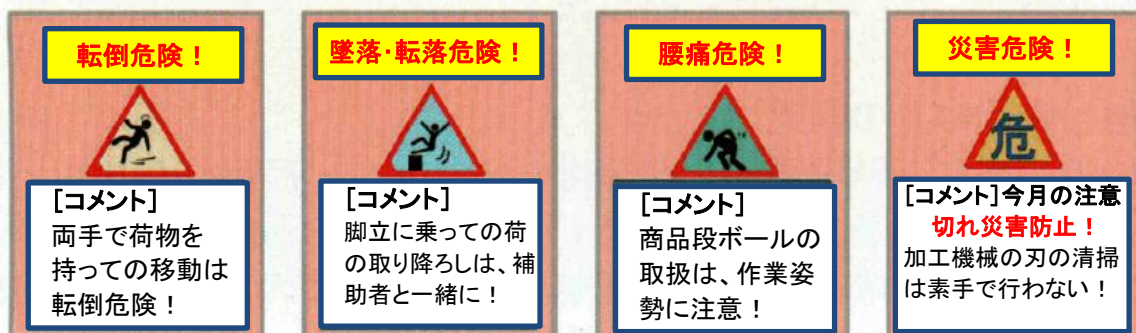 転倒危険！
[コメント]
両手で荷物を
持っての移動は
転倒危険！
墜落・転落危険！
[コメント]
脚立に乗っての荷
の取り降ろしは、補
助者と一緒に！
腰痛危険！
[コメント]
商品段ボールの
取扱は、作業姿
勢に注意！
災害危険！
危
[コメント]今月の注意
切れ災害防止！
加工機械の刃の清掃
は素手で行わない！